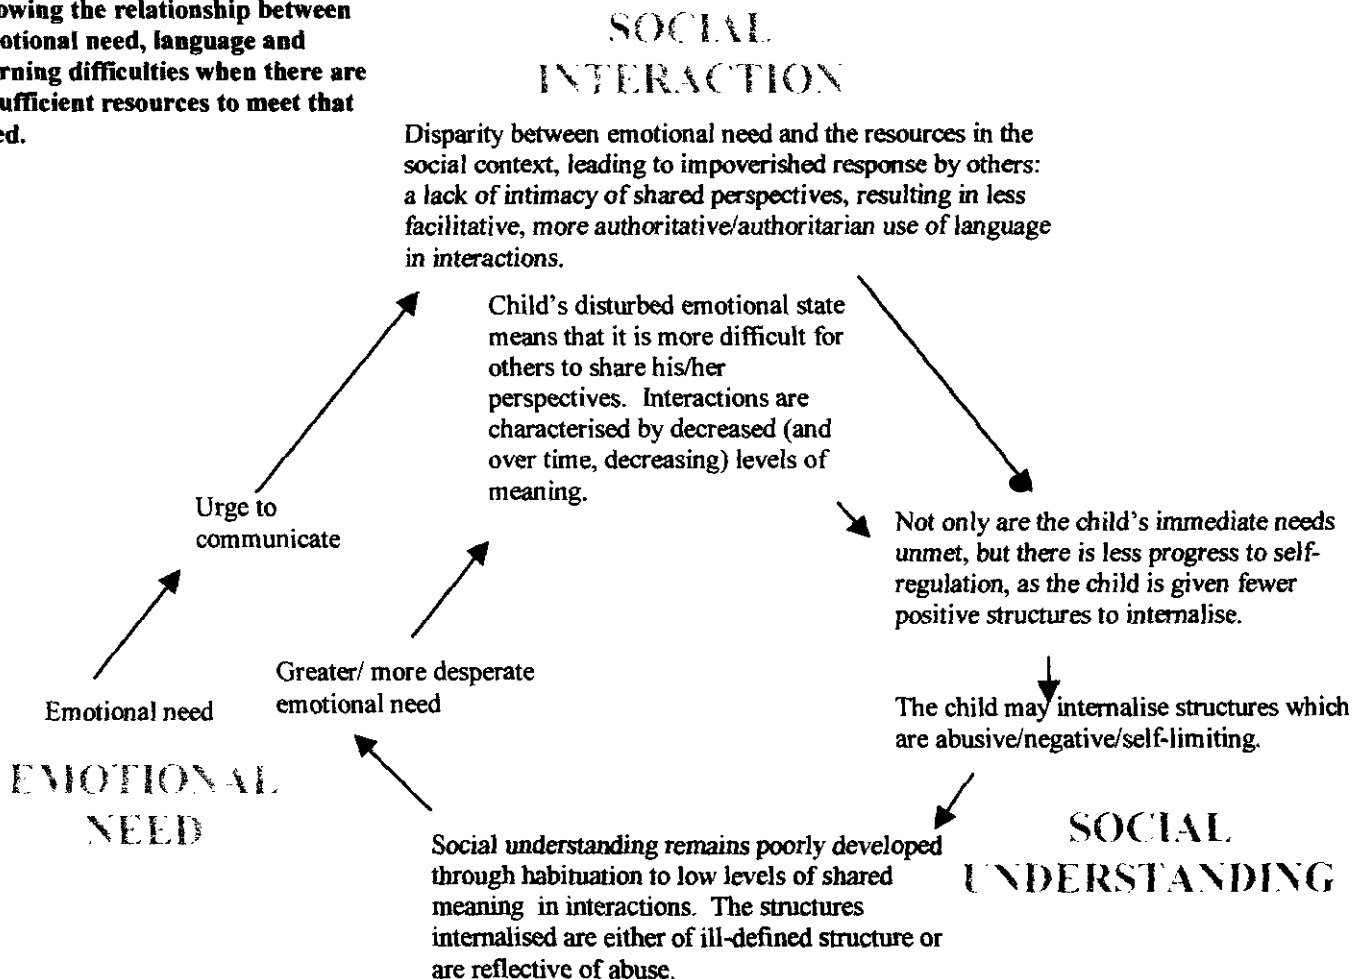 owing the relationship between
otional need, language and
rning difficulties when there are
ufficient resources to meet that
ed.
SOCIAL
INTERACTION
Disparity between emotional need and the resources in the
social context, leading to impoverished response by others:
a lack of intimacy of shared perspectives, resulting in less
facilitative, more authoritative/authoritarian use of language
in interactions.
Child's disturbed emotional state
means that it is more difficult for
others to share his/her
perspectives. Interactions are
characterised by decreased (and
over time, decreasing) levels of
meaning.
Urge to
communicate
Not only are the child's immediate needs
unmet, but there is less progress to self-
regulation, as the child is given fewer
positive structures to internalise.
Greater/ more desperate
emotional need
Emotional need
The child may internalise structures which
are abusive/negative/self-limiting.
EMOTIONAL
NEED
SOCIAL
UNDERSTANDING
Social understanding remains poorly developed
through habituation to low levels of shared
meaning in interactions. The structures
internalised are either of ill-defined structure or
are reflective of abuse.